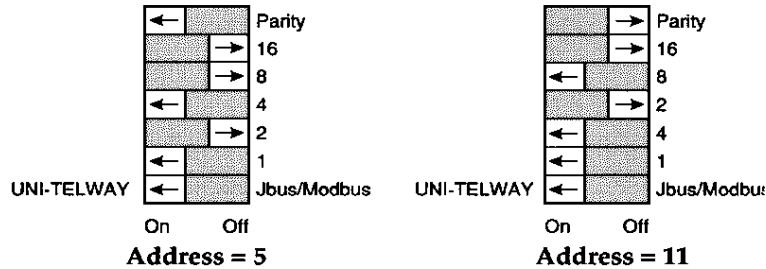 Parity
16
8
4
2
1
UNI-TELWAY Jbus/Modbus
On Off
Address = 5
Parity
16
8
2
4
1
UNI-TELWAY Jbus/Modbus
On Off
Address = 11